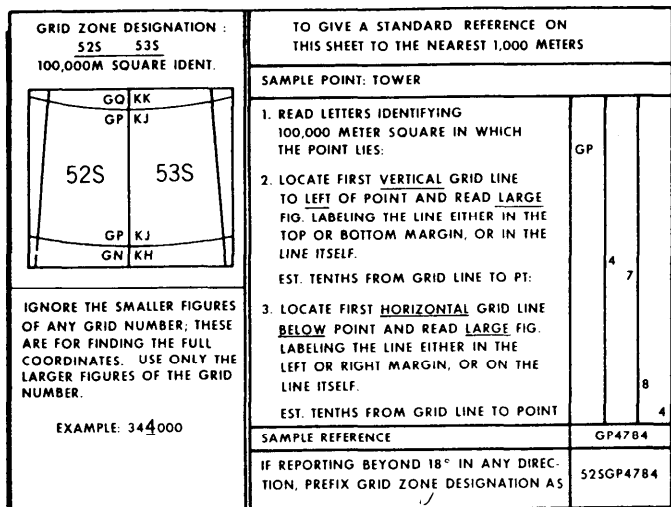 GRID ZONE DESIGNATION :
52S 53S
100,000M SQUARE IDENT.
GQ KK
GP KJ
52S 53S
GP KJ
GN KH
IGNORE THE SMALLER FIGURES
OF ANY GRID NUMBER; THESE
ARE FOR FINDING THE FULL
COORDINATES. USE ONLY THE
LARGER FIGURES OF THE GRID
NUMBER.
EXAMPLE: 344000
TO GIVE A STANDARD REFERENCE ON
THIS SHEET TO THE NEAREST 1,000 METERS
SAMPLE POINT: TOWER
1. READ LETTERS IDENTIFYING
100,000 METER SQUARE IN WHICH
THE POINT LIES: GP
2. LOCATE FIRST VERTICAL GRID LINE
TO LEFT OF POINT AND READ LARGE
FIG. LABELING THE LINE EITHER IN THE
TOP OR BOTTOM MARGIN, OR IN THE
LINE ITSELF. 4
EST. TENTHS FROM GRID LINE TO PT: 7
3. LOCATE FIRST HORIZONTAL GRID LINE
BELOW POINT AND READ LARGE FIG.
LABELING THE LINE EITHER IN THE
LEFT OR RIGHT MARGIN, OR ON THE
LINE ITSELF. 8
EST. TENTHS FROM GRID LINE TO POINT 4
SAMPLE REFERENCE GP4784
IF REPORTING BEYOND 18° IN ANY DIREC-
TION, PREFIX GRID ZONE DESIGNATION AS 52SGP4784